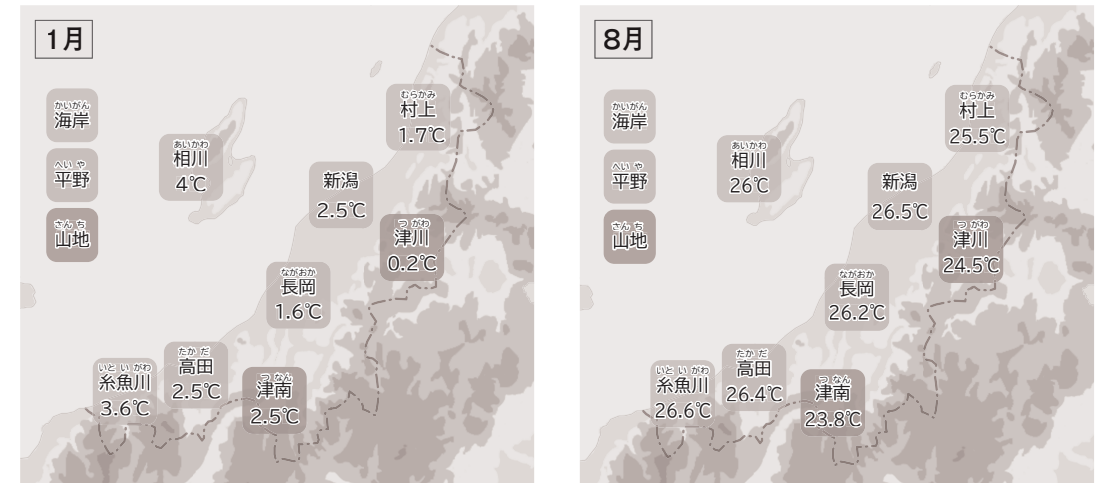 1月
かいがん
海岸
へいや
平野
さんち
山地
むらかみ
村上
1.7℃
あいかわ
相川
4℃
新潟
2.5℃
つがわ
津川
0.2℃
ながおか
長岡
1.6℃
たかだ
高田
2.5℃
いといがわ
糸魚川
3.6℃
つなん
津南
2.5℃
8月
かいがん
海岸
へいや
平野
さんち
山地
むらかみ
村上
25.5℃
あいかわ
相川
26℃
新潟
26.5℃
つがわ
津川
24.5℃
ながおか
長岡
26.2℃
たかだ
高田
26.4℃
いといがわ
糸魚川
26.6℃
つなん
津南
23.8℃